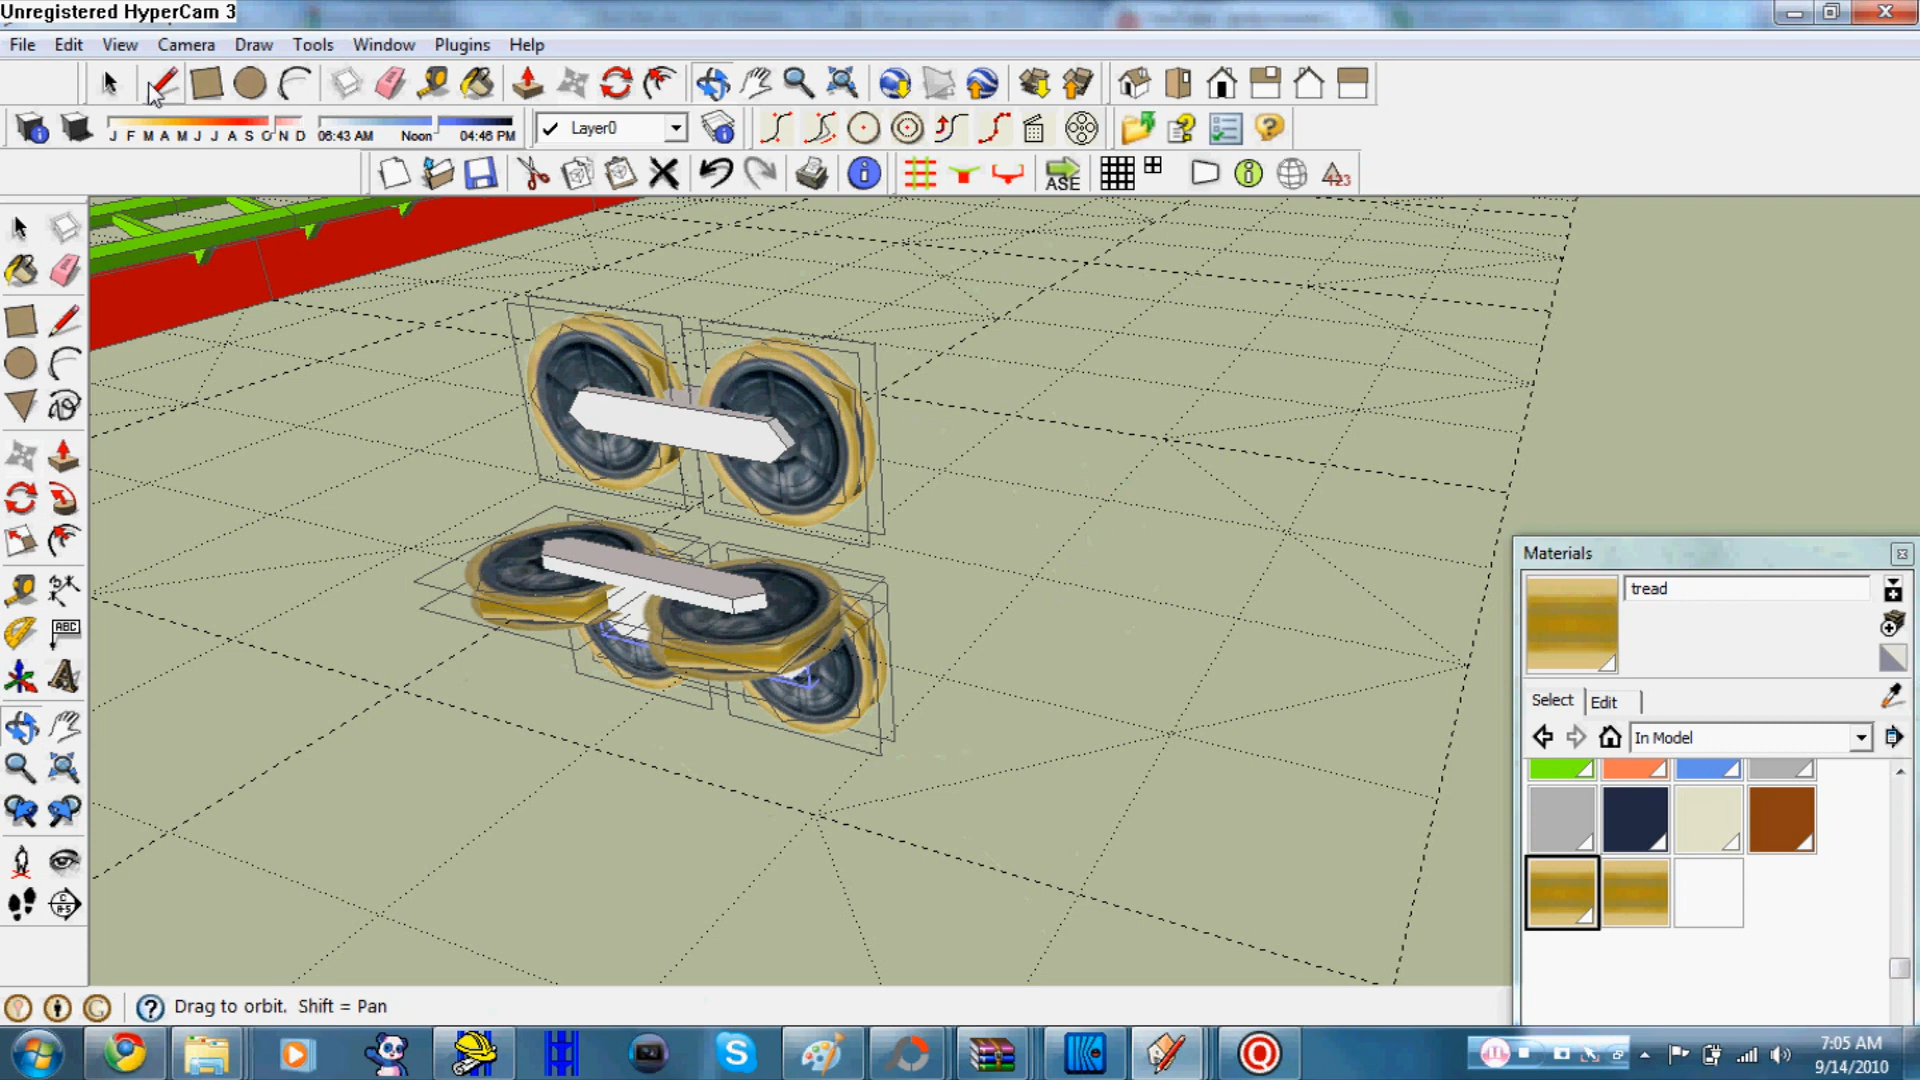 Unregistered HyperCam 3
File Edit View Camera Draw Tools Window Plugins Help
J F M A M J J A S O N D 06:43 AM Noon 04:46 PM Layer0
ASE 123
ABC
Materials
tread
Select Edit
In Model
Drag to orbit. Shift = Pan
7:05 AM
9/14/2010